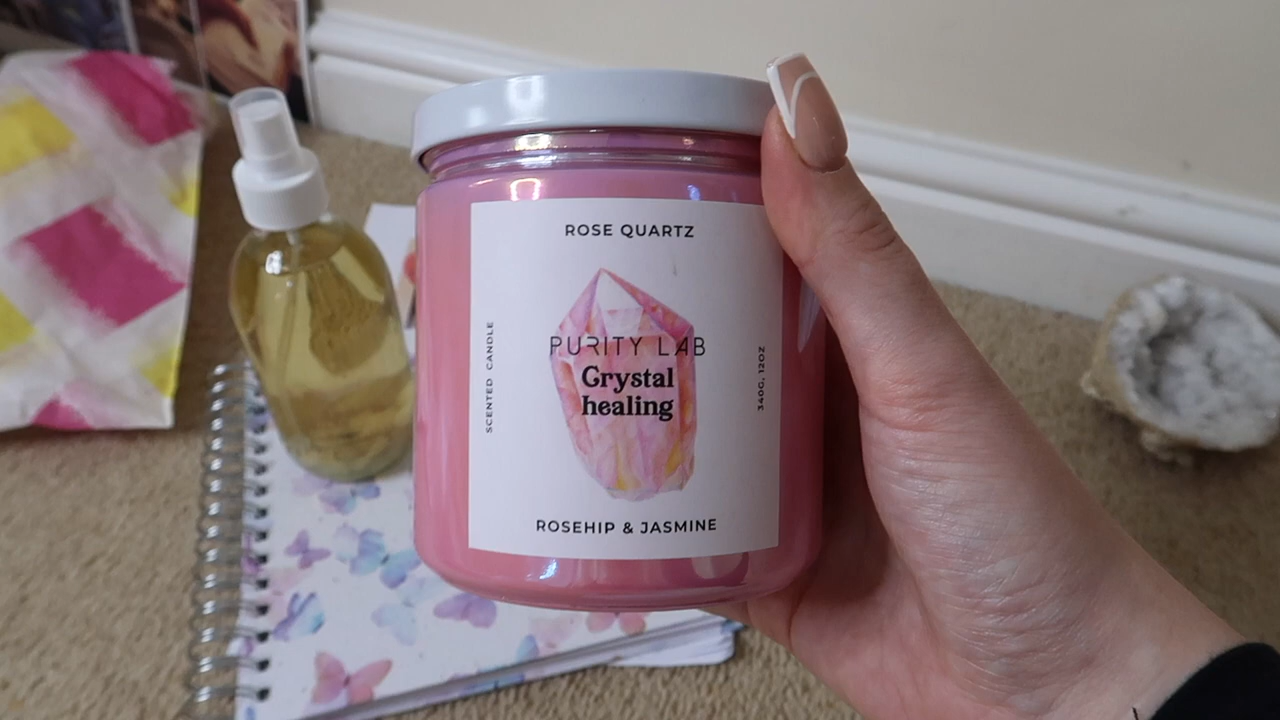 ROSE QUARTZ
SCENTED CANDLE
PURITY LAB
Crystal
healing
340G, 12OZ
ROSEHIP & JASMINE